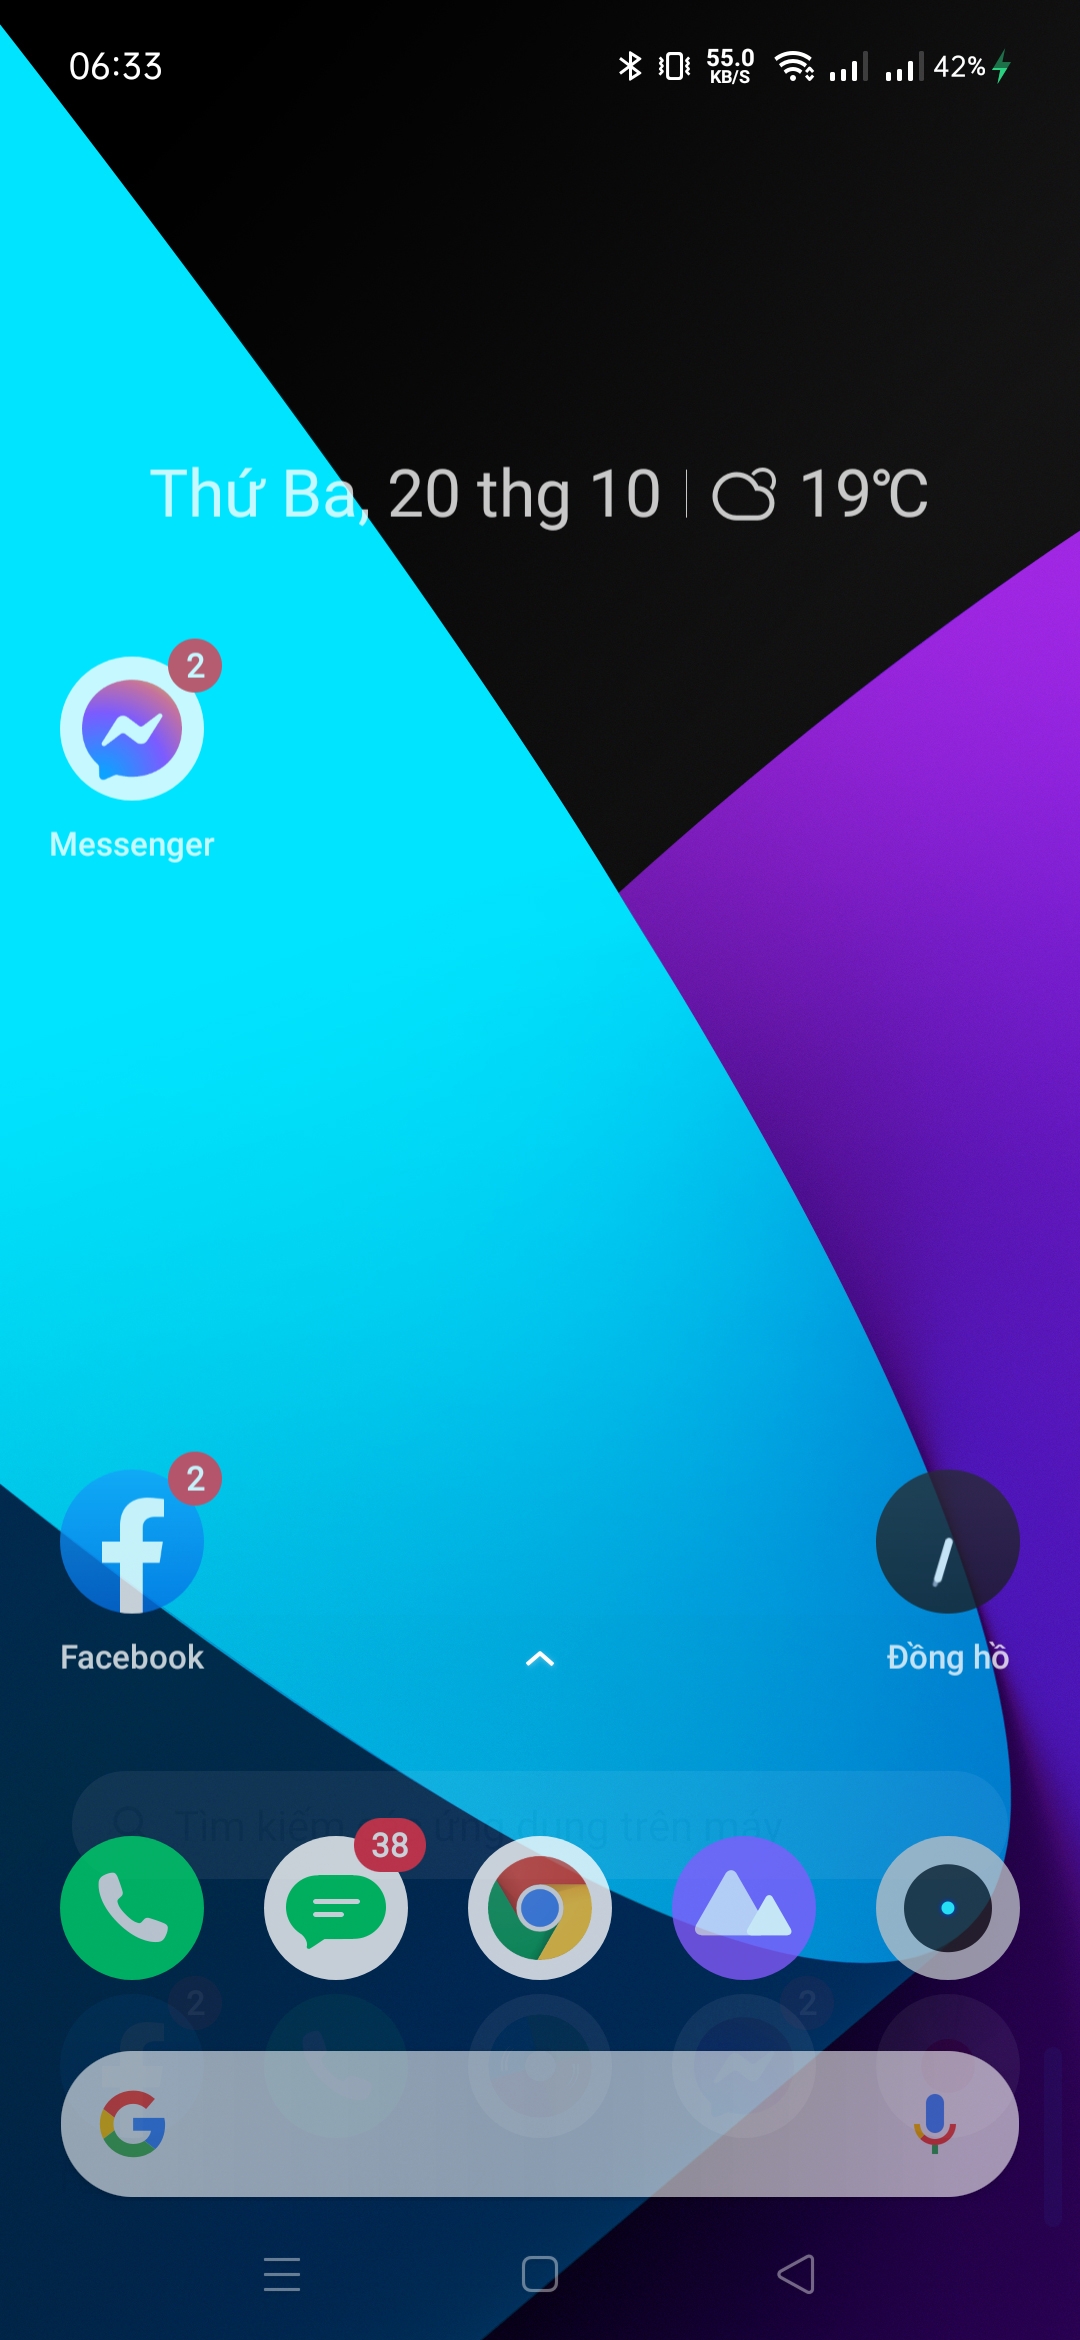 06:33
55.0
KB/S
42%
Thứ Ba, 20 thg 10
19°C
2
Messenger
2
Facebook
Đồng hồ
Tìm kiếm ứng dụng trên máy
38
2
2